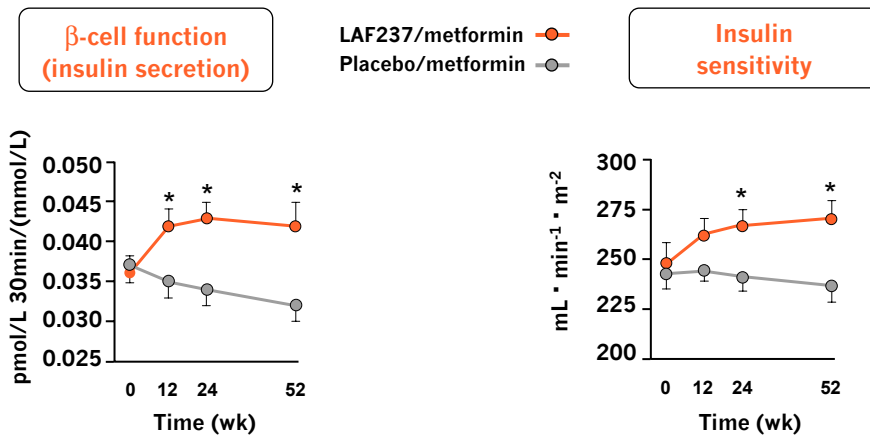 β-cell function
(insulin secretion)
LAF237/metformin
Placebo/metformin
Insulin
sensitivity
pmol/L 30min/(mmol/L)
0.050
0.045
0.040
0.035
0.030
0.025
* * *
0 12 24 52
Time (wk)
mL * min⁻¹ * m⁻²
300
275
250
225
200
* *
0 12 24 52
Time (wk)